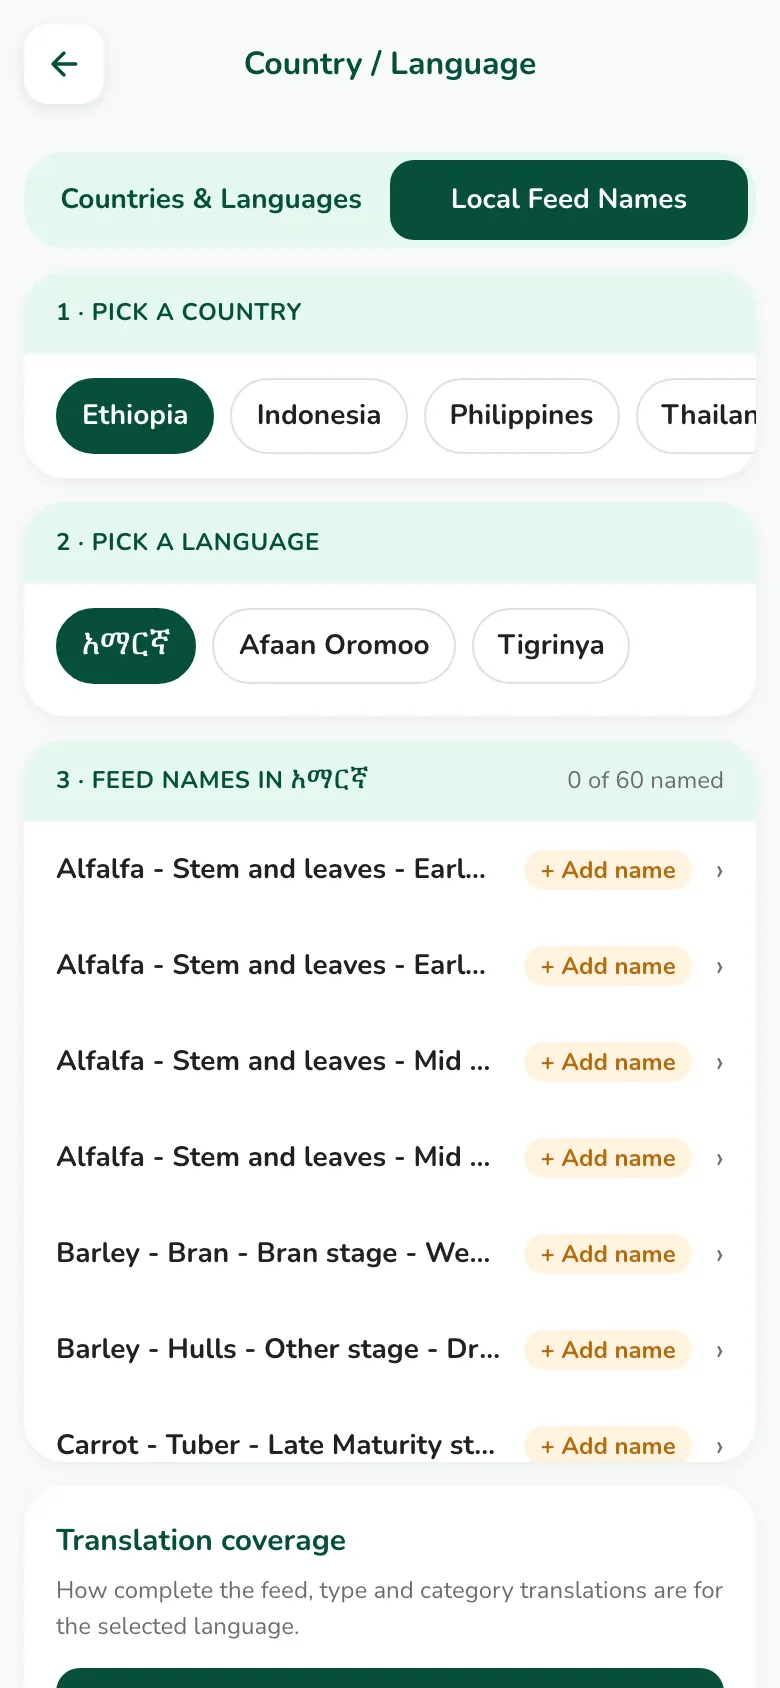 Country / Language
Countries & Languages
Local Feed Names
1 · PICK A COUNTRY
Ethiopia
Indonesia
Philippines
Thailan
2 · PICK A LANGUAGE
አማርኛ
Afaan Oromoo
Tigrinya
3 · FEED NAMES IN አማርኛ
0 of 60 named
Alfalfa - Stem and leaves - Earl...
+ Add name
Alfalfa - Stem and leaves - Earl...
+ Add name
Alfalfa - Stem and leaves - Mid ...
+ Add name
Alfalfa - Stem and leaves - Mid ...
+ Add name
Barley - Bran - Bran stage - We...
+ Add name
Barley - Hulls - Other stage - Dr...
+ Add name
Carrot - Tuber - Late Maturity st...
+ Add name
Translation coverage
How complete the feed, type and category translations are for
the selected language.